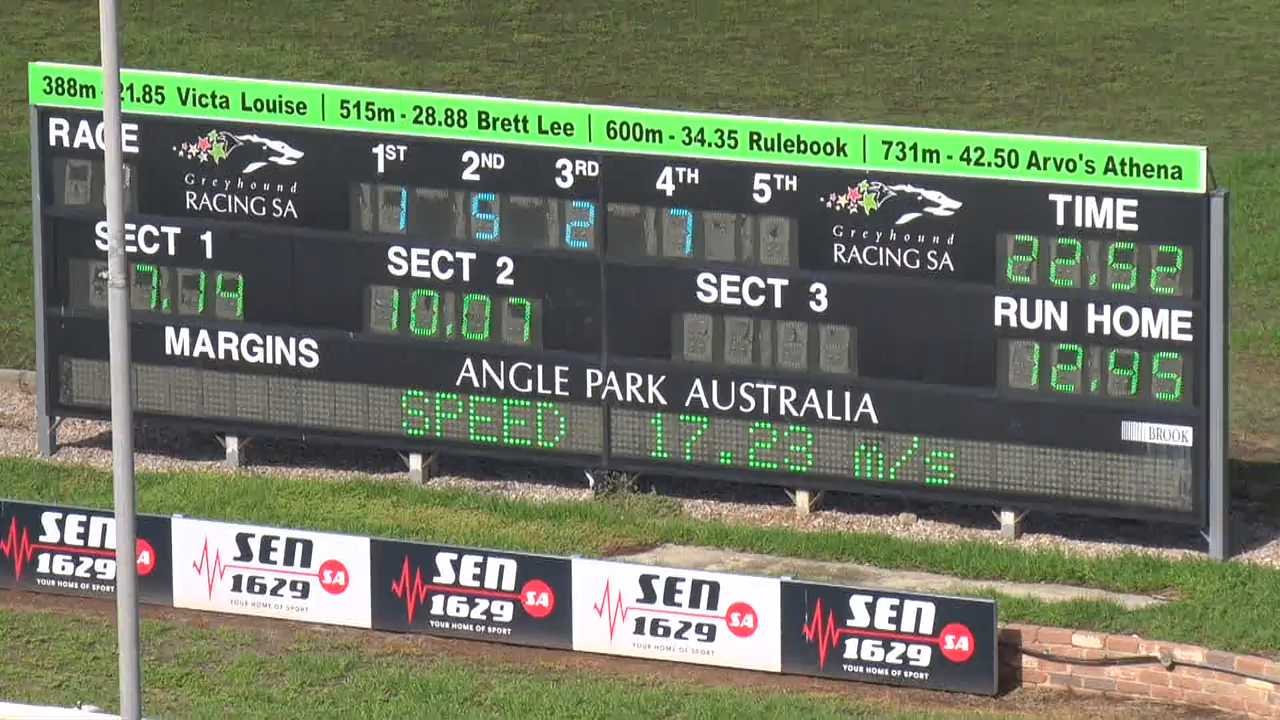 388m - 21.85 Victa Louise | 515m - 28.88 Brett Lee | 600m - 34.35 Rulebook | 731m - 42.50 Arvo's Athena
RACE
Greyhound
RACING SA
1ST 2ND 3RD 4TH 5TH
1 5 2 7
Greyhound
RACING SA
TIME
22.52
SECT 1
7.14
SECT 2
10.07
SECT 3
RUN HOME
12.45
MARGINS
ANGLE PARK AUSTRALIA
BROOK
SPEED 17.23 m/s
SEN
1629
SA
YOUR HOME OF SPORT
SEN
1629
SA
YOUR HOME OF SPORT
SEN
1629
SA
YOUR HOME OF SPORT
SEN
1629
SA
YOUR HOME OF SPORT
SEN
1629
SA
YOUR HOME OF SPORT